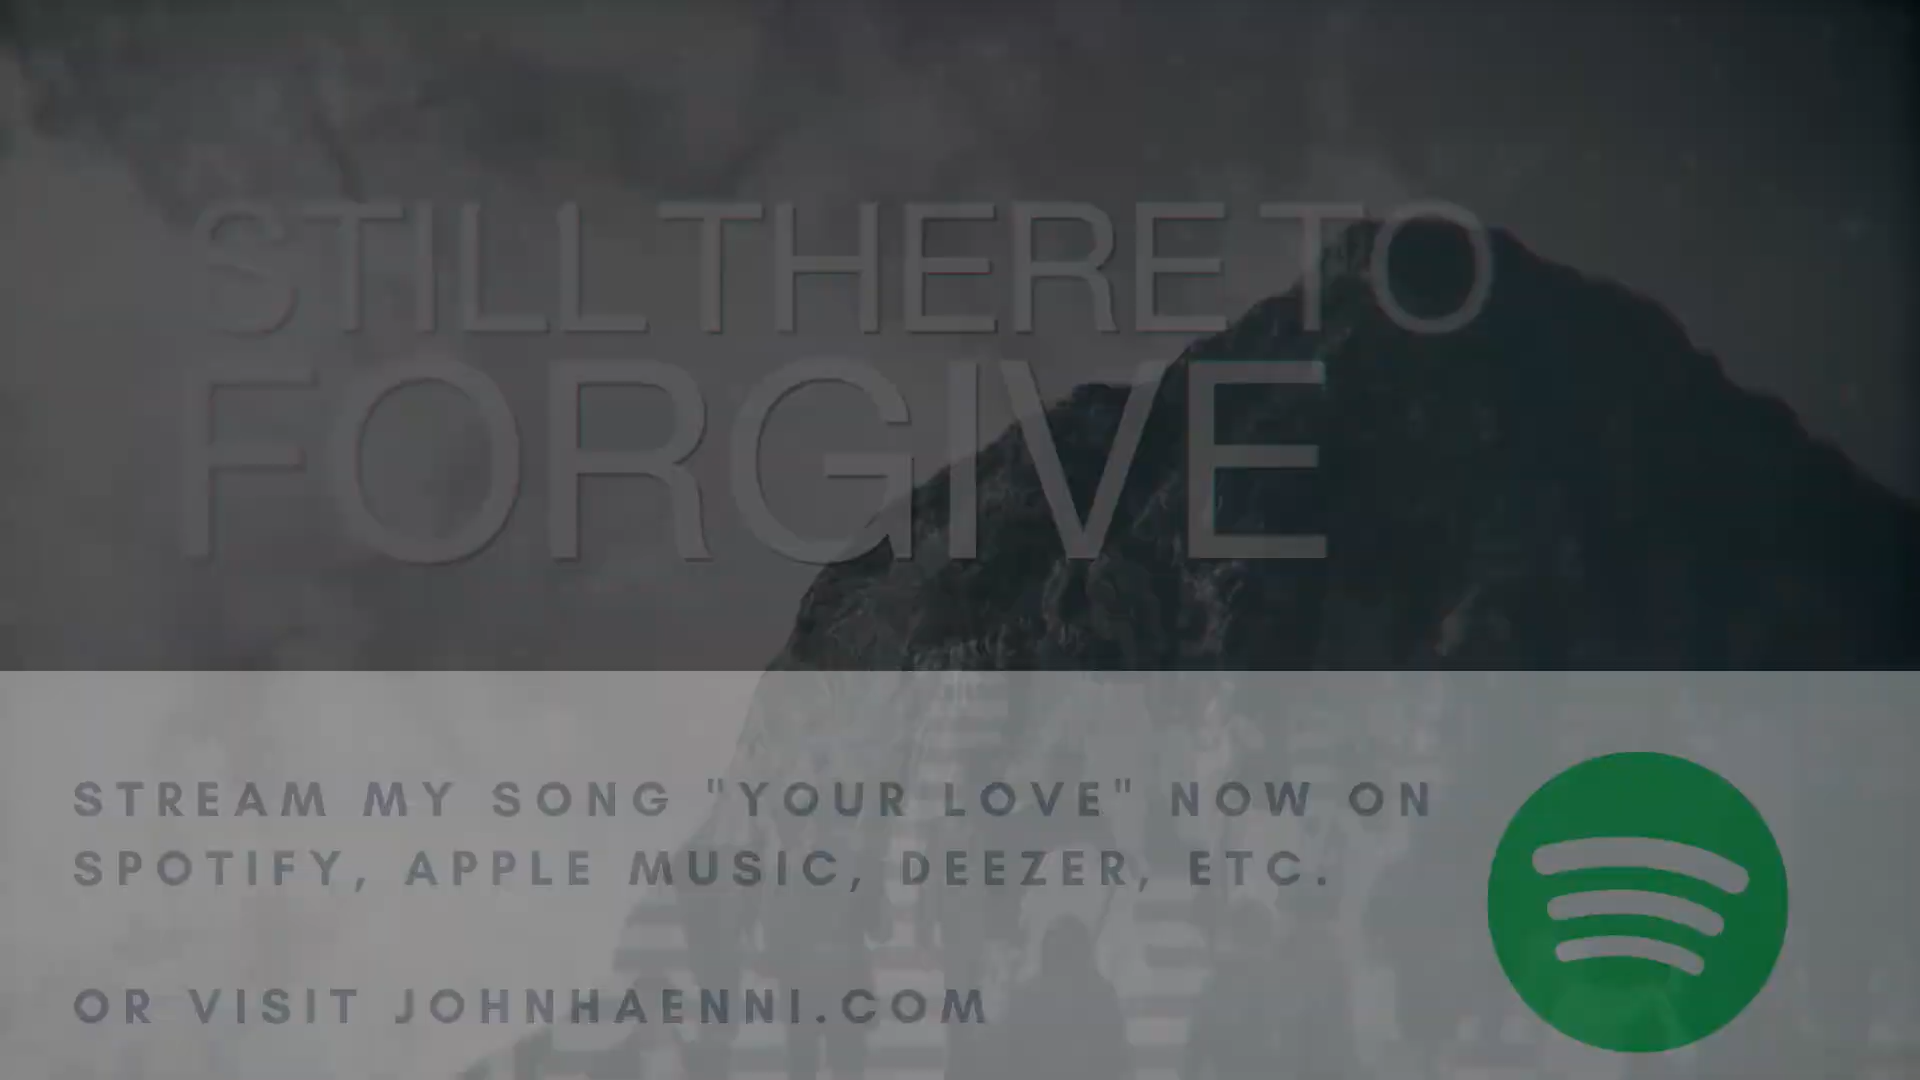 STILL THERE TO
FORGIVE
STREAM MY SONG "YOUR LOVE" NOW ON
SPOTIFY, APPLE MUSIC, DEEZER, ETC.
OR VISIT JOHNHAENNI.COM